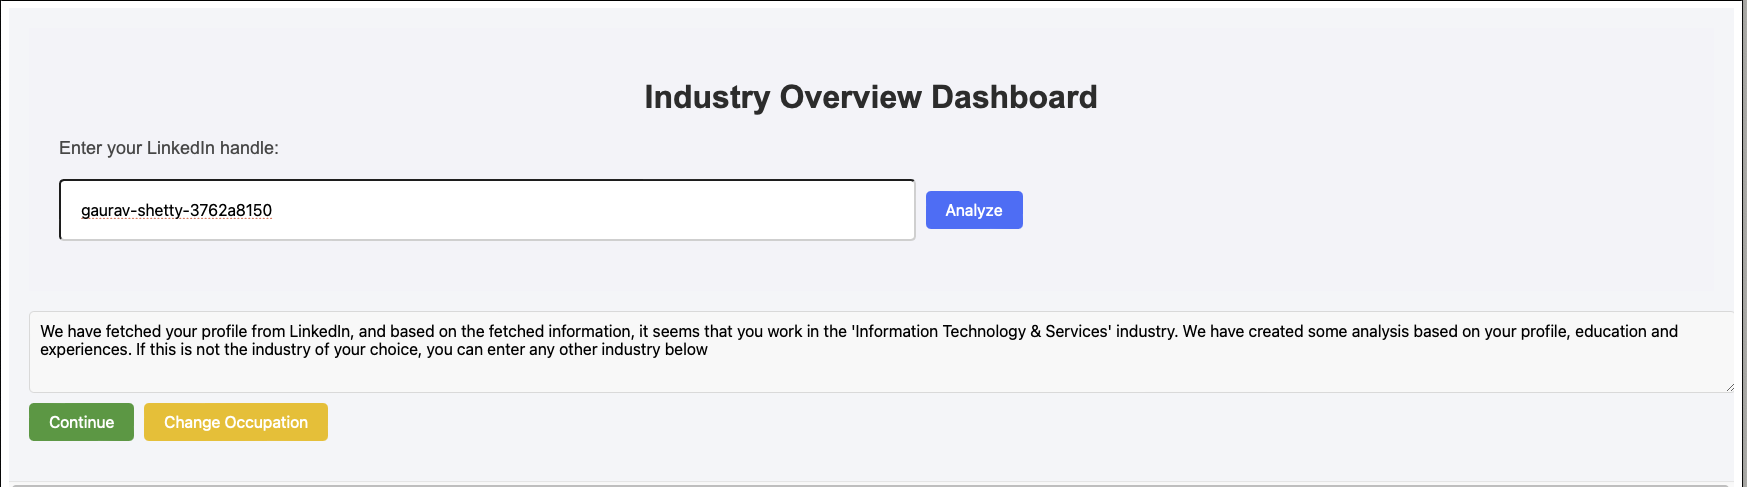 Industry Overview Dashboard
Enter your LinkedIn handle:
gaurav-shetty-3762a8150
Analyze
We have fetched your profile from LinkedIn, and based on the fetched information, it seems that you work in the 'Information Technology & Services' industry. We have created some analysis based on your profile, education and
experiences. If this is not the industry of your choice, you can enter any other industry below
Continue
Change Occupation